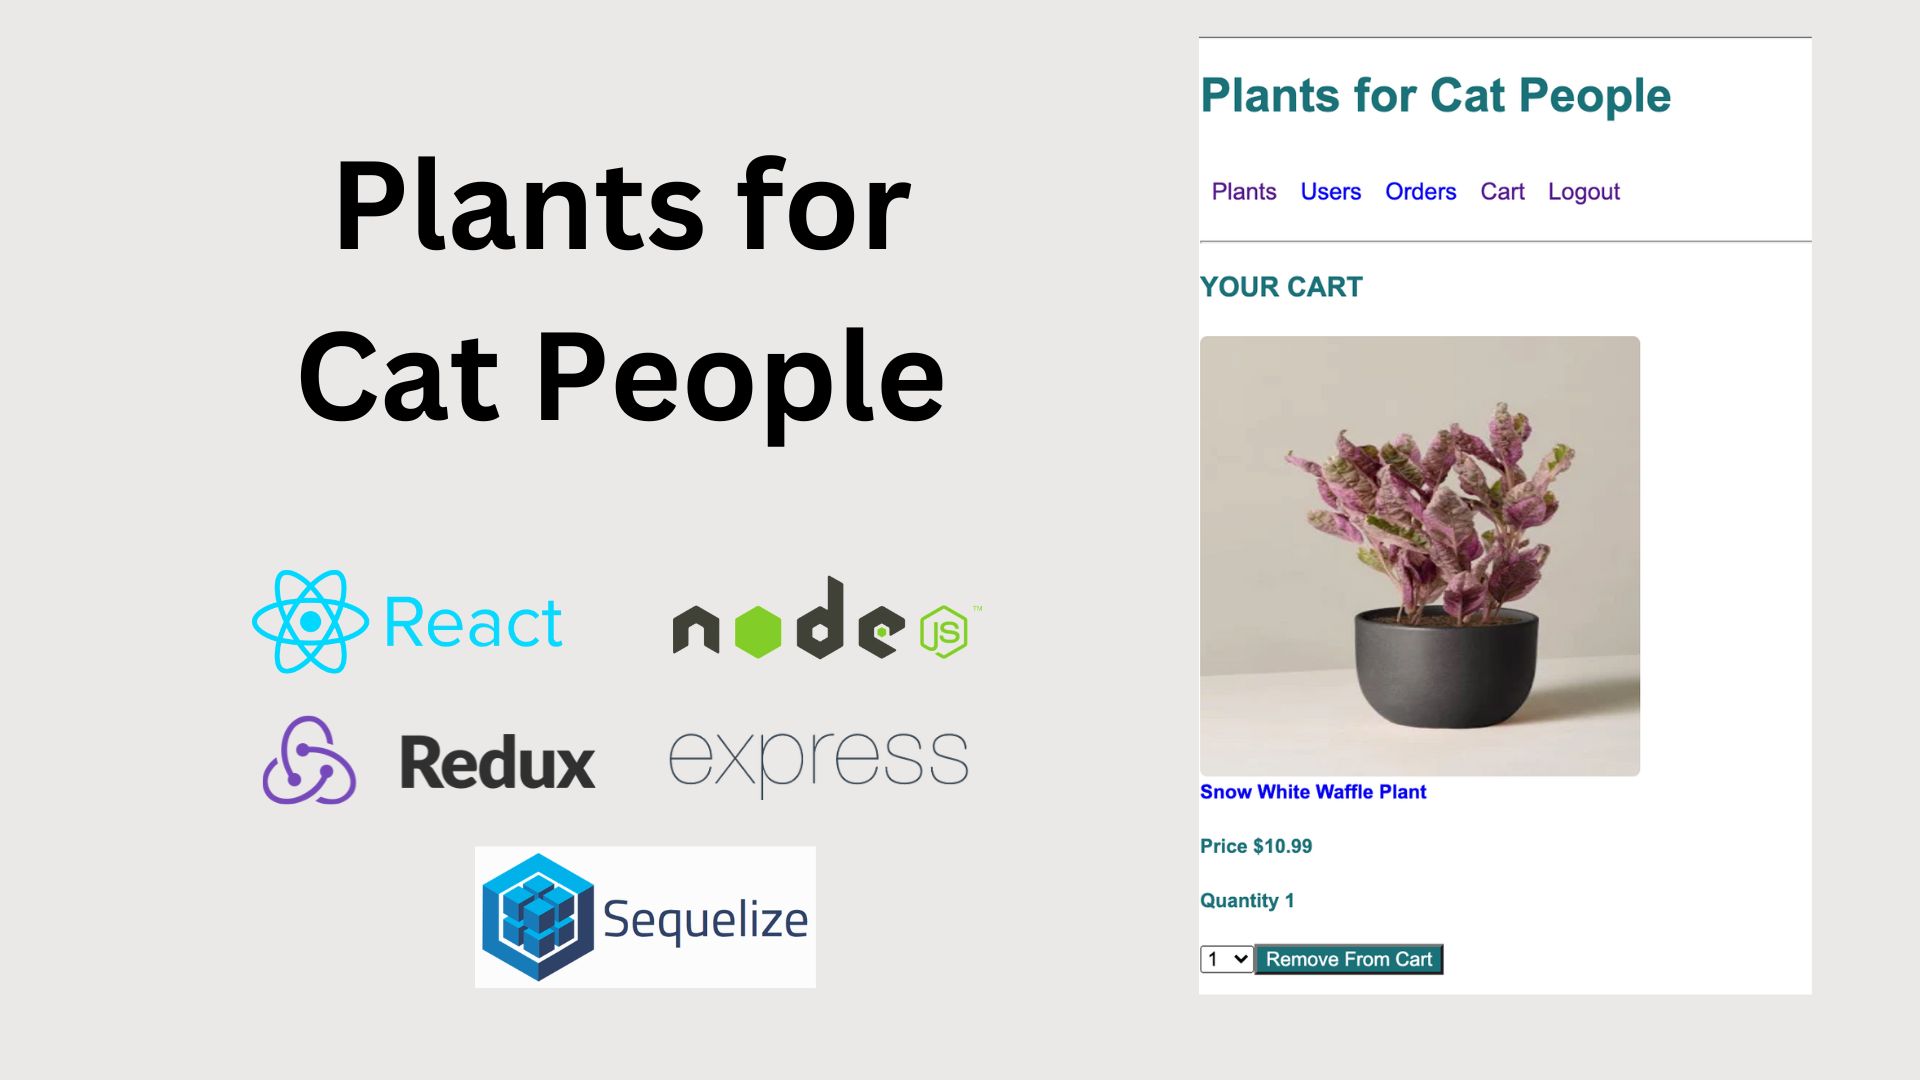 Plants for
Cat People
React
node
JS
™
Redux
express
Sequelize
Plants for Cat People
Plants Users Orders Cart Logout
YOUR CART
Snow White Waffle Plant
Price $10.99
Quantity 1
1 Remove From Cart